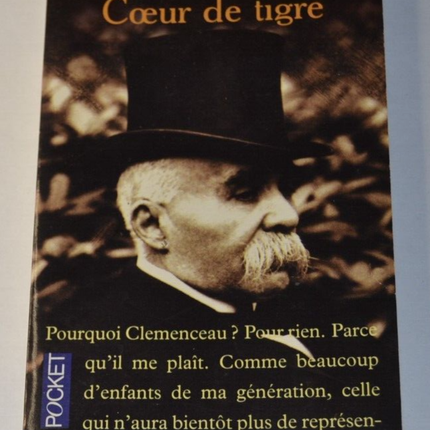 Cœur de tigre
Pourquoi Clemenceau ? Pour rien. Parce
qu'il me plaît. Comme beaucoup
d'enfants de ma génération, celle
qui n'aura bientôt plus de représen-
POCKET